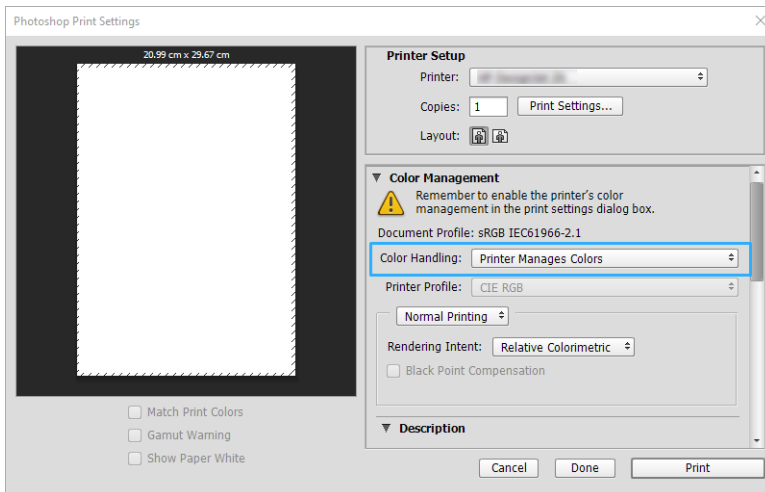 Photoshop Print Settings
20.99 cm x 29.67 cm
Match Print Colors
Gamut Warning
Show Paper White
Printer Setup
Printer:
Copies: 1 Print Settings...
Layout:
Color Management
Remember to enable the printer's color
management in the print settings dialog box.
Document Profile: sRGB IEC61966-2.1
Color Handling: Printer Manages Colors
Printer Profile: CIE RGB
Normal Printing
Rendering Intent: Relative Colorimetric
Black Point Compensation
Description
Cancel Done Print